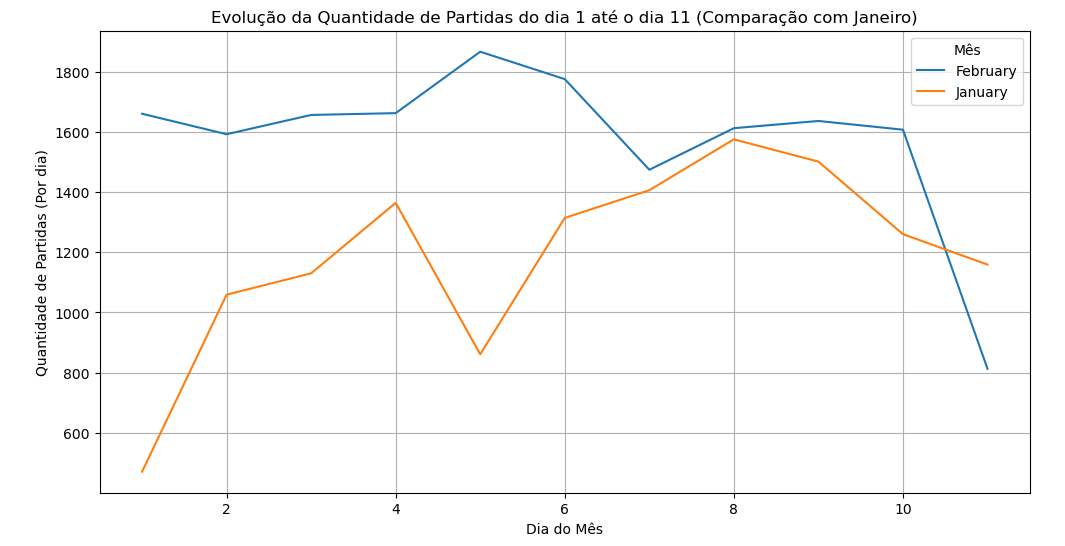 Evolução da Quantidade de Partidas do dia 1 até o dia 11 (Comparação com Janeiro)
Mês
February
January
Quantidade de Partidas (Por dia)
1800
1600
1400
1200
1000
800
600
2 4 6 8 10
Dia do Mês